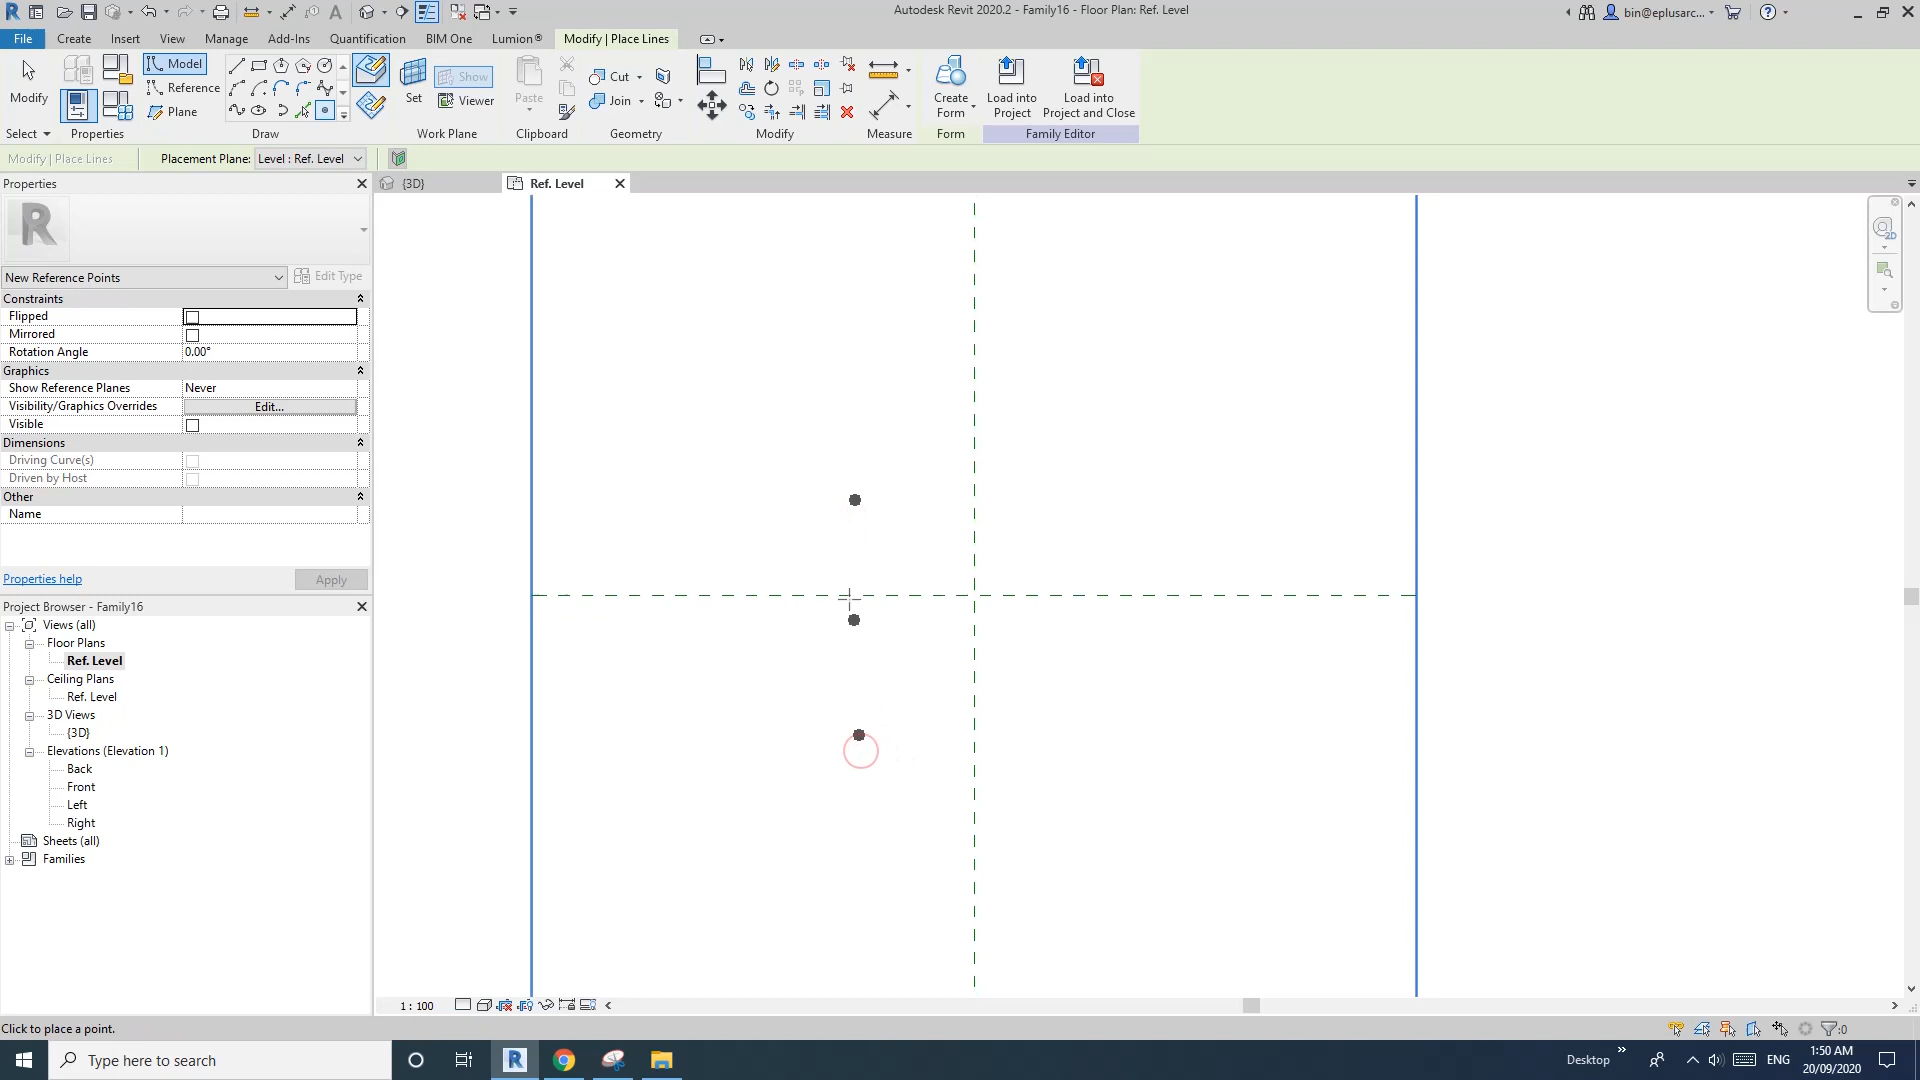 Autodesk Revit 2020.2 - Family16 - Floor Plan: Ref. Level
bin@eplusarc...
File Create Insert View Manage Add-Ins Quantification BIM One Lumion® Modify | Place Lines
Modify
Model
Reference
Plane
Set
Show
Viewer
Paste
Cut
Join
Create Form
Load into Project
Load into Project and Close
Select Properties Draw Work Plane Clipboard Geometry Modify Measure Form Family Editor
Modify | Place Lines Placement Plane: Level : Ref. Level
Properties
{3D} Ref. Level
2D
New Reference Points Edit Type
Constraints
Flipped
Mirrored
Rotation Angle 0.00°
Graphics
Show Reference Planes Never
Visibility/Graphics Overrides Edit...
Visible
Dimensions
Driving Curve(s)
Driven by Host
Other
Name
Properties help Apply
Project Browser - Family16
Views (all)
Floor Plans
Ref. Level
Ceiling Plans
Ref. Level
3D Views
{3D}
Elevations (Elevation 1)
Back
Front
Left
Right
Sheets (all)
Families
1 : 100
Click to place a point.
:0
Type here to search
Desktop
ENG
1:50 AM
20/09/2020